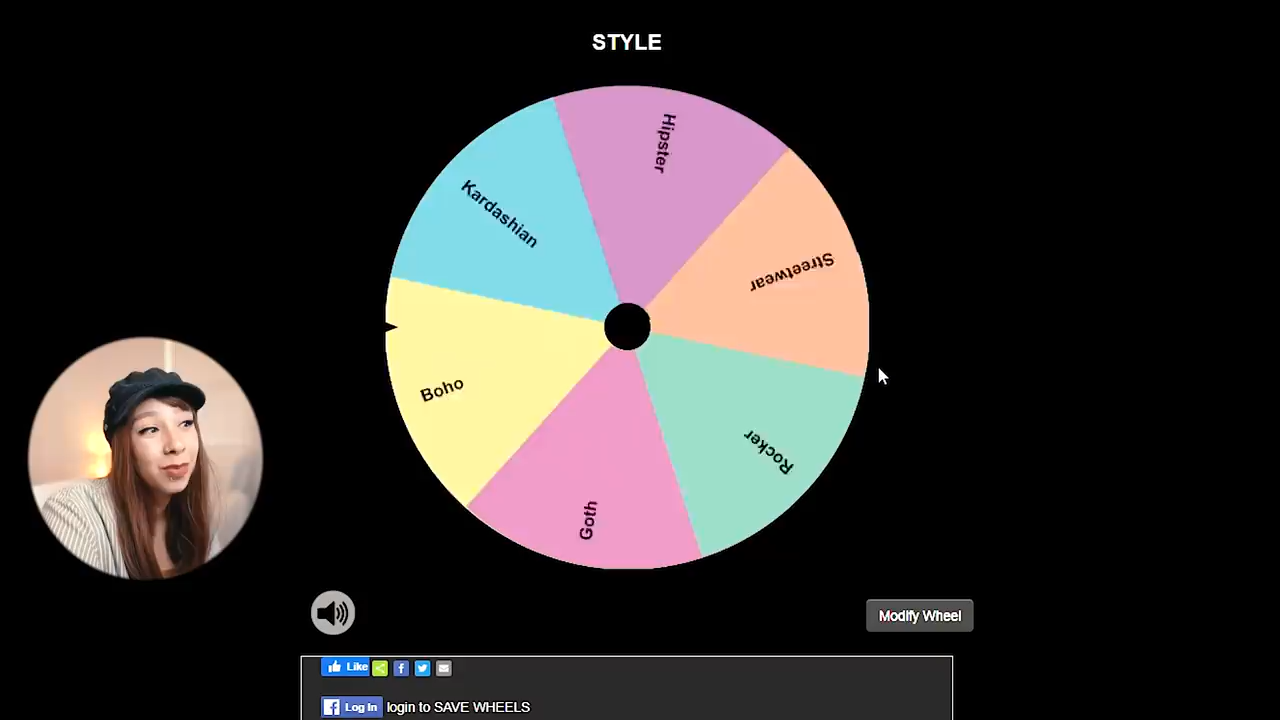 STYLE
Hipster
Kardashian
Streetwear
Boho
Rocker
Goth
Modify Wheel
Like
f
Log In login to SAVE WHEELS